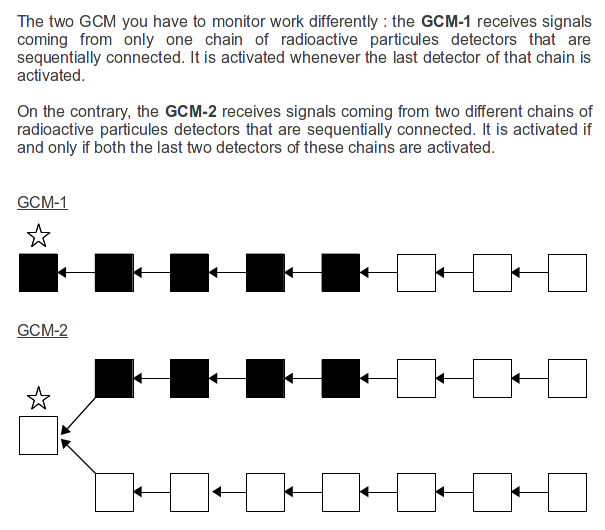 The two GCM you have to monitor work differently : the GCM-1 receives signals
coming from only one chain of radioactive particules detectors that are
sequentially connected. It is activated whenever the last detector of that chain is
activated.
On the contrary, the GCM-2 receives signals coming from two different chains of
radioactive particules detectors that are sequentially connected. It is activated if
and only if both the last two detectors of these chains are activated.
GCM-1
GCM-2